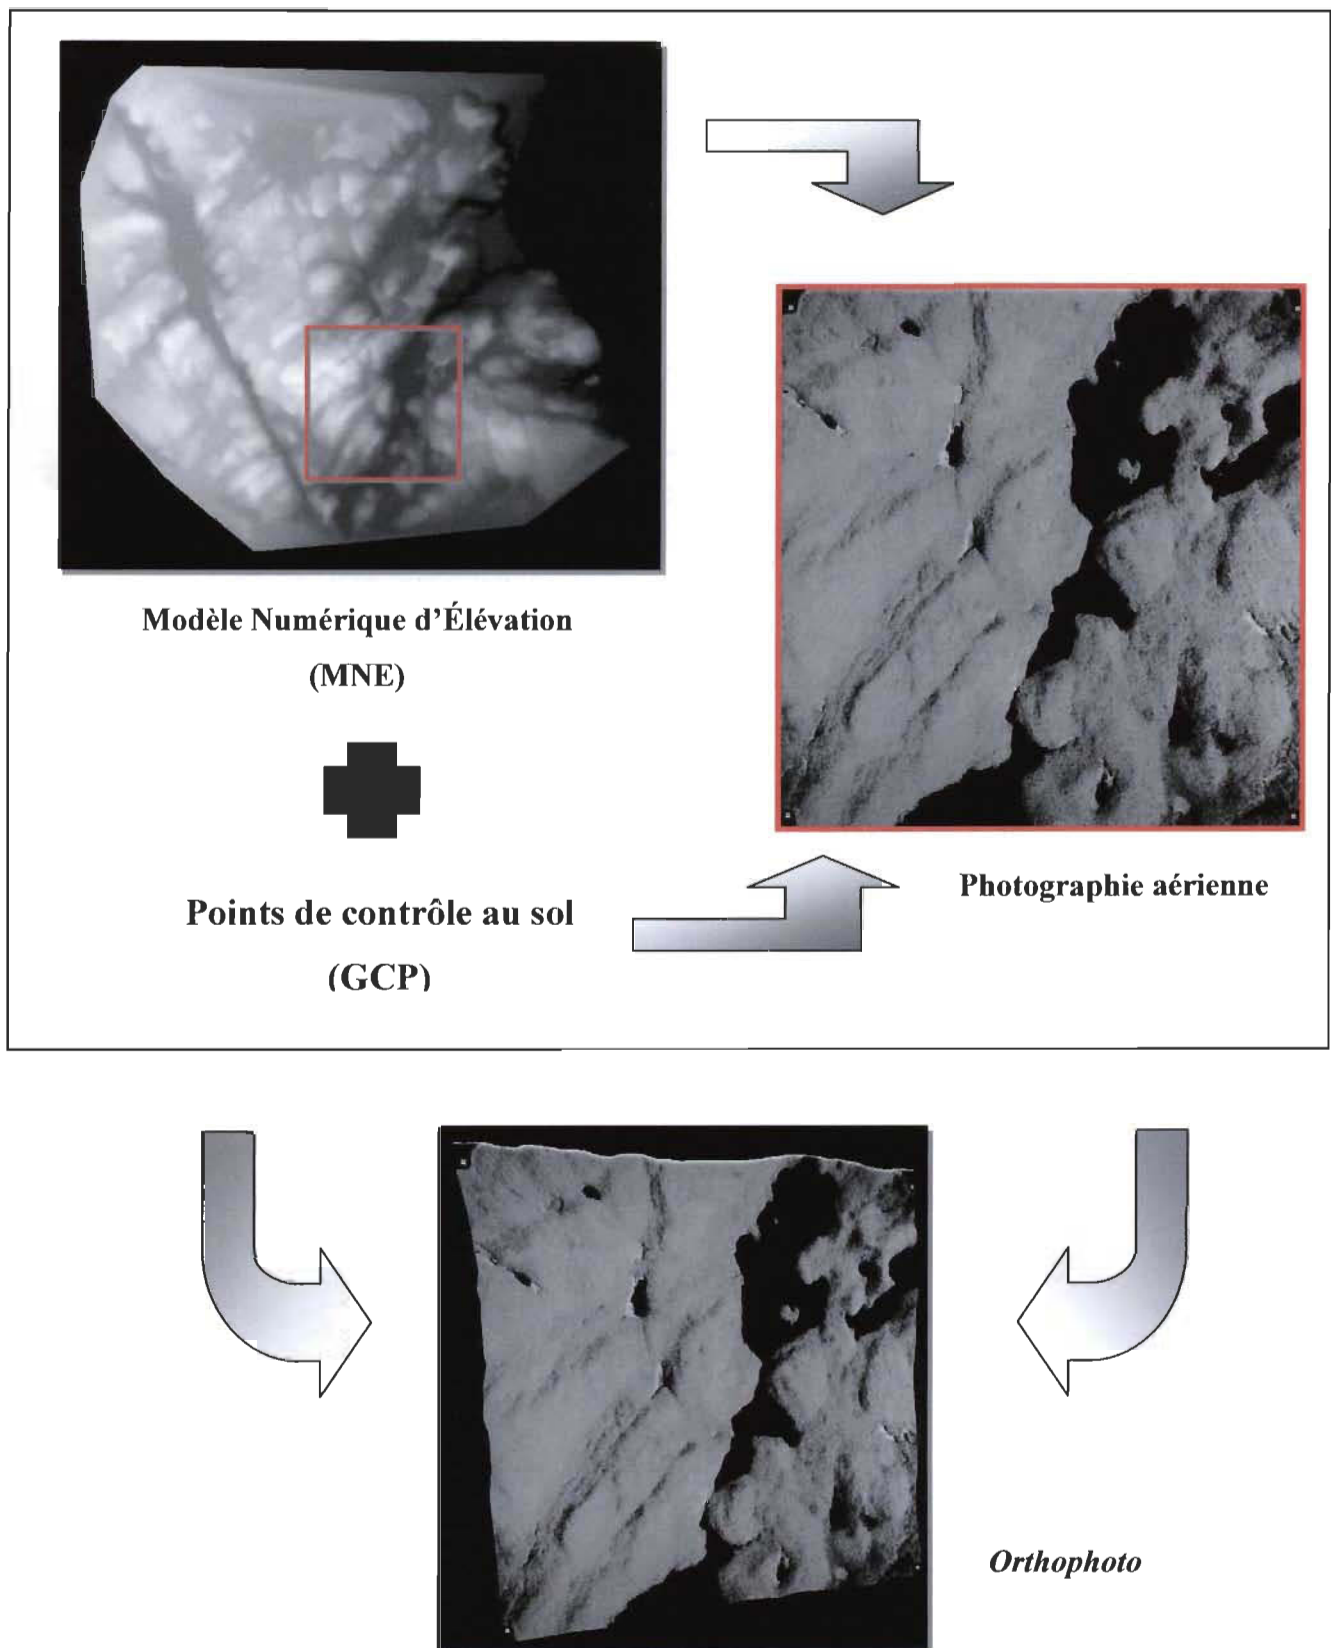 Modèle Numérique d'Élévation
(MNE)
Points de contrôle au sol
(GCP)
Photographie aérienne
Orthophoto